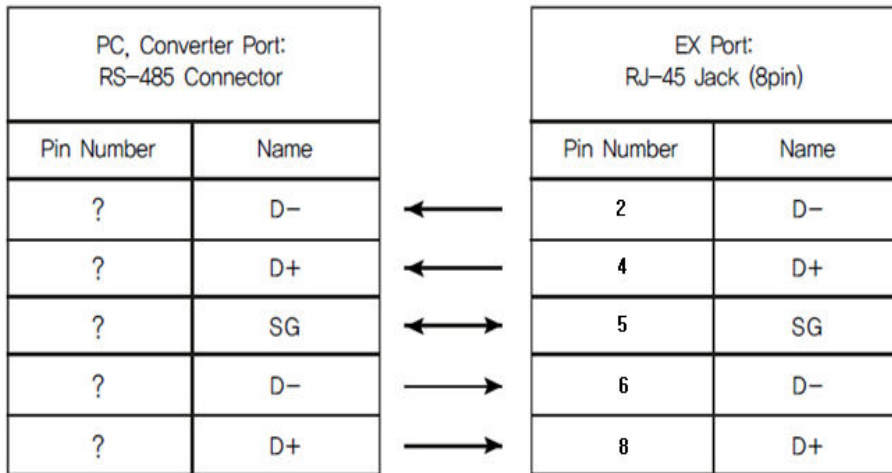 PC, Converter Port:
RS-485 Connector
EX Port:
RJ-45 Jack (8pin)
Pin Number Name Pin Number Name
? D- 2 D-
? D+ 4 D+
? SG 5 SG
? D- 6 D-
? D+ 8 D+